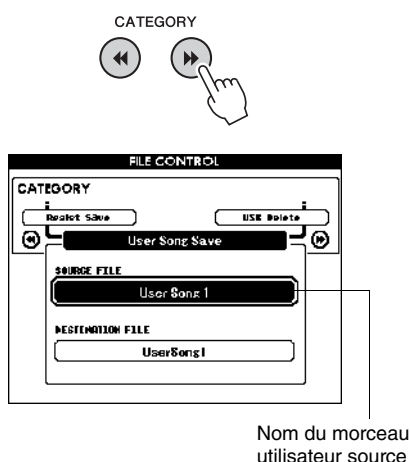 CATEGORY
FILE CONTROL
CATEGORY
Regist Save
USB Delete
User Song Save
SOURCE FILE
User Song 1
DESTINATION FILE
UserSong1
Nom du morceau
utilisateur source